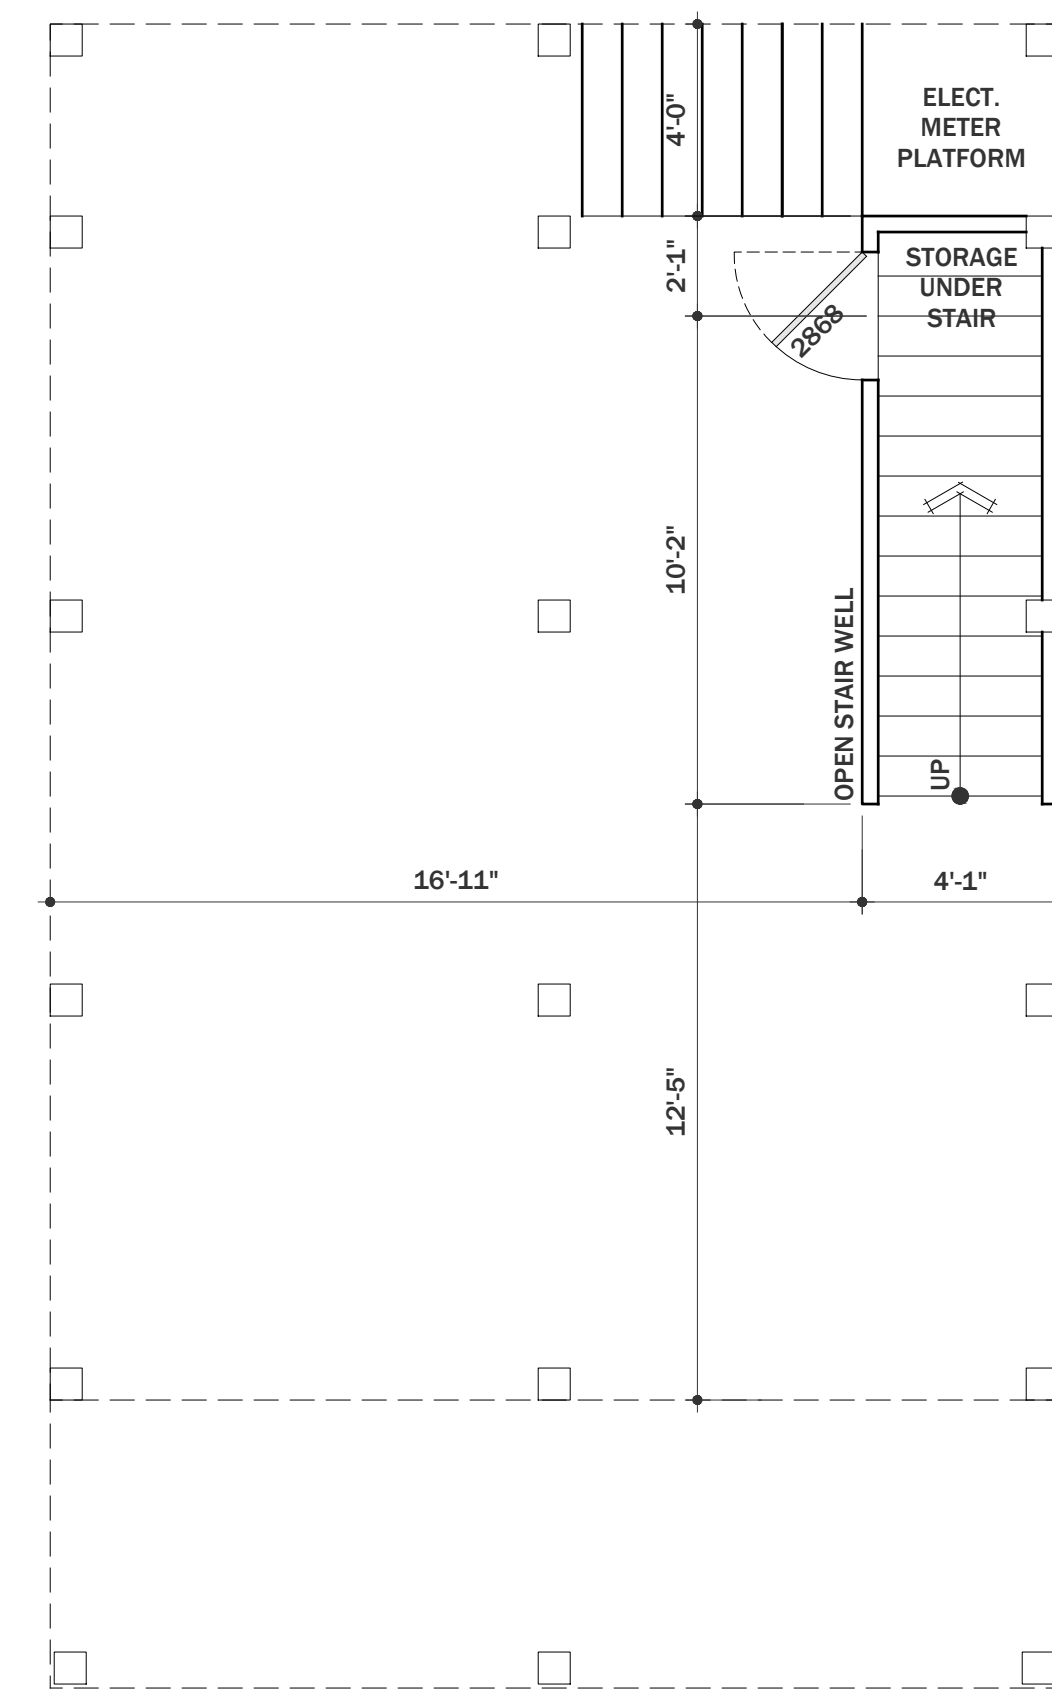 ELECT.
METER
PLATFORM
4'-0"
STORAGE
UNDER
STAIR
2'-1"
2868
10'-2"
OPEN STAIR WELL
UP
16'-11"
4'-1"
12'-5"